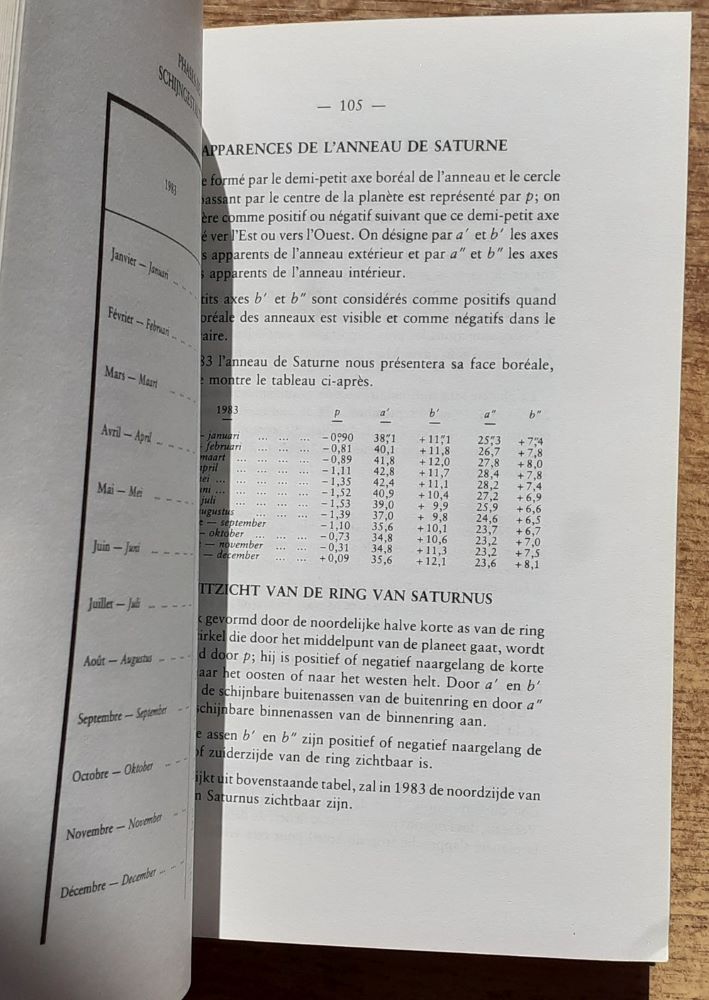 PHASES
SCHIJNGESTA
1983
Janvier — Januari
Février — Februari
Mars — Maart
Avril — April
Mai — Mei
Juin — Juni
Juillet — Juli
Août — Augustus
Septembre — September
Octobre — Oktober
Novembre — November
Décembre — December
— 105 —
APPARENCES DE L'ANNEAU DE SATURNE
e formé par le demi-petit axe boréal de l'anneau et le cercle
passant par le centre de la planète est représenté par p; on
ère comme positif ou négatif suivant que ce demi-petit axe
é ver l'Est ou vers l'Ouest. On désigne par a′ et b′ les axes
s apparents de l'anneau extérieur et par a″ et b″ les axes
s apparents de l'anneau intérieur.
tits axes b′ et b″ sont considérés comme positifs quand
oréale des anneaux est visible et comme négatifs dans le
aire.
83 l'anneau de Saturne nous présentera sa face boréale,
e montre le tableau ci-après.
1983 p a′ b′ a″ b″
- januari ... ... ... −0°,90 38″,1 +11″,1 25″,3 +7″,4
- februari ... ... ... −0,81 40,1 +11,8 26,7 +7,8
maart ... ... ... −0,89 41,8 +12,0 27,8 +8,0
april ... ... ... −1,11 42,8 +11,7 28,4 +7,8
mei ... ... ... ... −1,35 42,4 +11,1 28,2 +7,4
uni ... ... ... ... −1,52 40,9 +10,4 27,2 +6,9
juli ... ... ... −1,53 39,0 + 9,9 25,9 +6,6
ugustus ... ... ... −1,39 37,0 + 9,8 24,6 +6,5
e — september −1,10 35,6 +10,1 23,7 +6,7
- oktober ... ... −0,73 34,8 +10,6 23,2 +7,0
e — november ... ... −0,31 34,8 +11,3 23,2 +7,5
— december ... ... +0,09 35,6 +12,1 23,6 +8,1
ITZICHT VAN DE RING VAN SATURNUS
k gevormd door de noordelijke halve korte as van de ring
irkel die door het middelpunt van de planeet gaat, wordt
d door p; hij is positief of negatief naargelang de korte
aar het oosten of naar het westen helt. Door a′ en b′
de schijnbare buitenassen van de buitenring en door a″
schijnbare binnenassen van de binnenring aan.
e assen b′ en b″ zijn positief of negatief naargelang de
of zuiderzijde van de ring zichtbaar is.
ijkt uit bovenstaande tabel, zal in 1983 de noordzijde van
n Saturnus zichtbaar zijn.